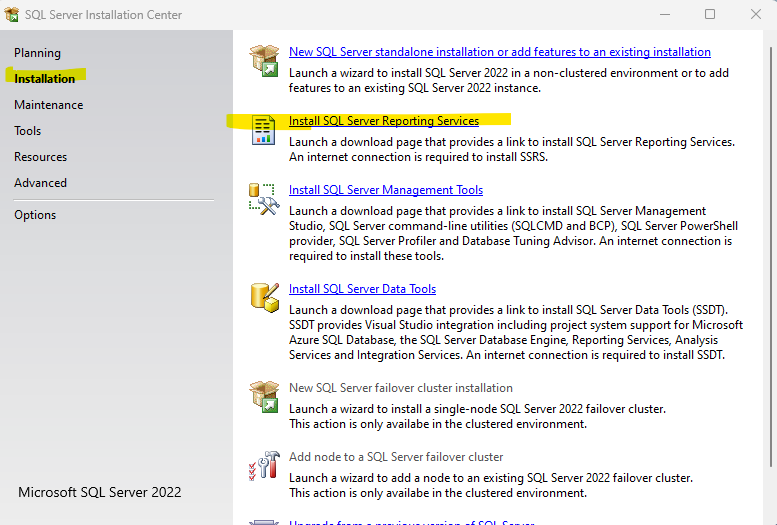 SQL Server Installation Center
Planning
Installation
Maintenance
Tools
Resources
Advanced
Options
Microsoft SQL Server 2022
New SQL Server standalone installation or add features to an existing installation
Launch a wizard to install SQL Server 2022 in a non-clustered environment or to add
features to an existing SQL Server 2022 instance.
Install SQL Server Reporting Services
Launch a download page that provides a link to install SQL Server Reporting Services.
An internet connection is required to install SSRS.
Install SQL Server Management Tools
Launch a download page that provides a link to install SQL Server Management
Studio, SQL Server command-line utilities (SQLCMD and BCP), SQL Server PowerShell
provider, SQL Server Profiler and Database Tuning Advisor. An internet connection is
required to install these tools.
Install SQL Server Data Tools
Launch a download page that provides a link to install SQL Server Data Tools (SSDT).
SSDT provides Visual Studio integration including project system support for Microsoft
Azure SQL Database, the SQL Server Database Engine, Reporting Services, Analysis
Services and Integration Services. An internet connection is required to install SSDT.
New SQL Server failover cluster installation
Launch a wizard to install a single-node SQL Server 2022 failover cluster.
This action is only availabe in the clustered environment.
Add node to a SQL Server failover cluster
Launch a wizard to add a node to an existing SQL Server 2022 failover cluster.
This action is only availabe in the clustered environment.
Upgrade from a previous version of SQL Server